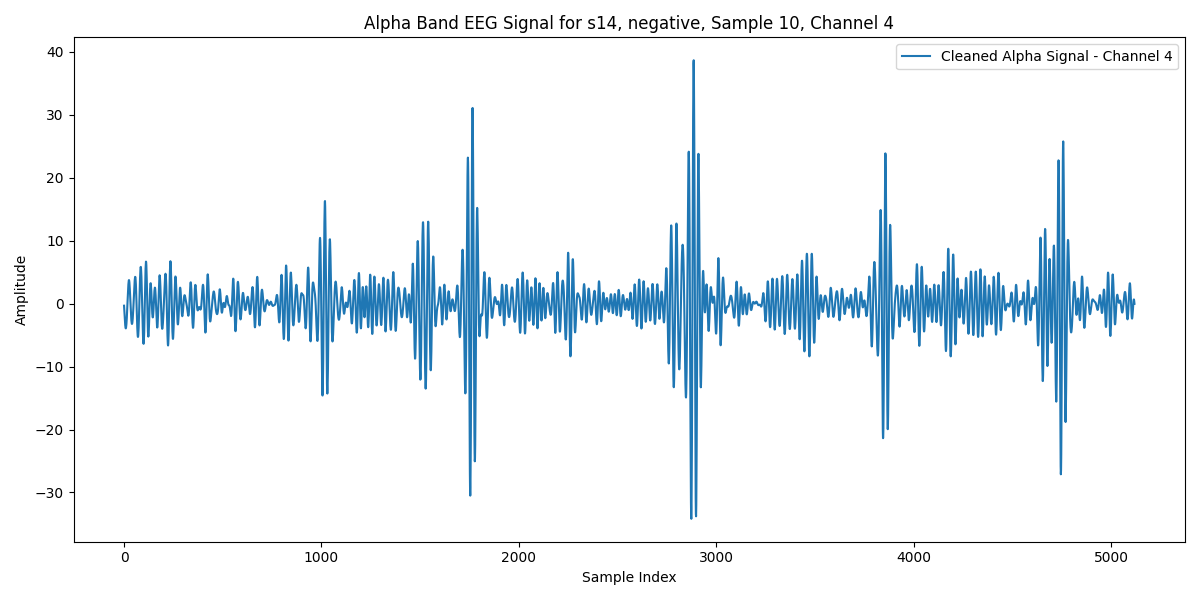 Alpha Band EEG Signal for s14, negative, Sample 10, Channel 4
Cleaned Alpha Signal - Channel 4
Amplitude
40
30
20
10
0
−10
−20
−30
0 1000 2000 3000 4000 5000
Sample Index